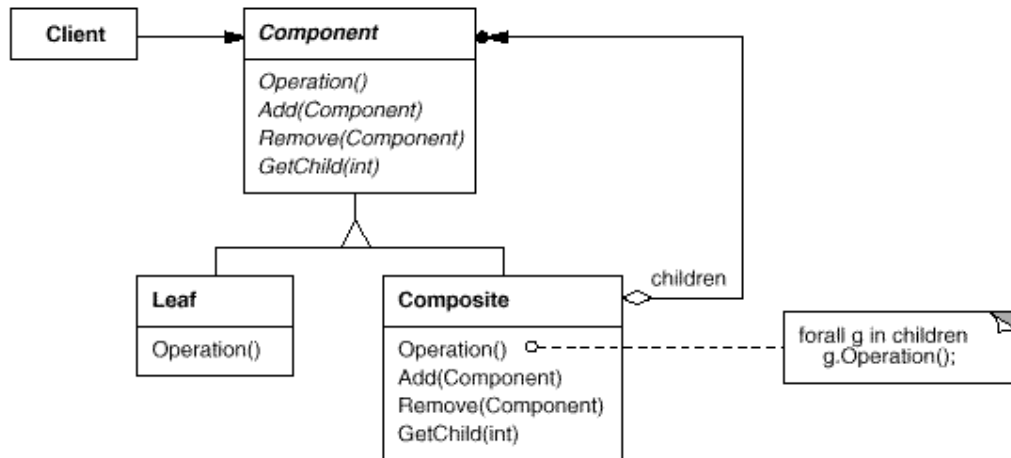 Client
Component
Operation()
Add(Component)
Remove(Component)
GetChild(int)
children
Leaf
Operation()
Composite
Operation()
Add(Component)
Remove(Component)
GetChild(int)
forall g in children
g.Operation();